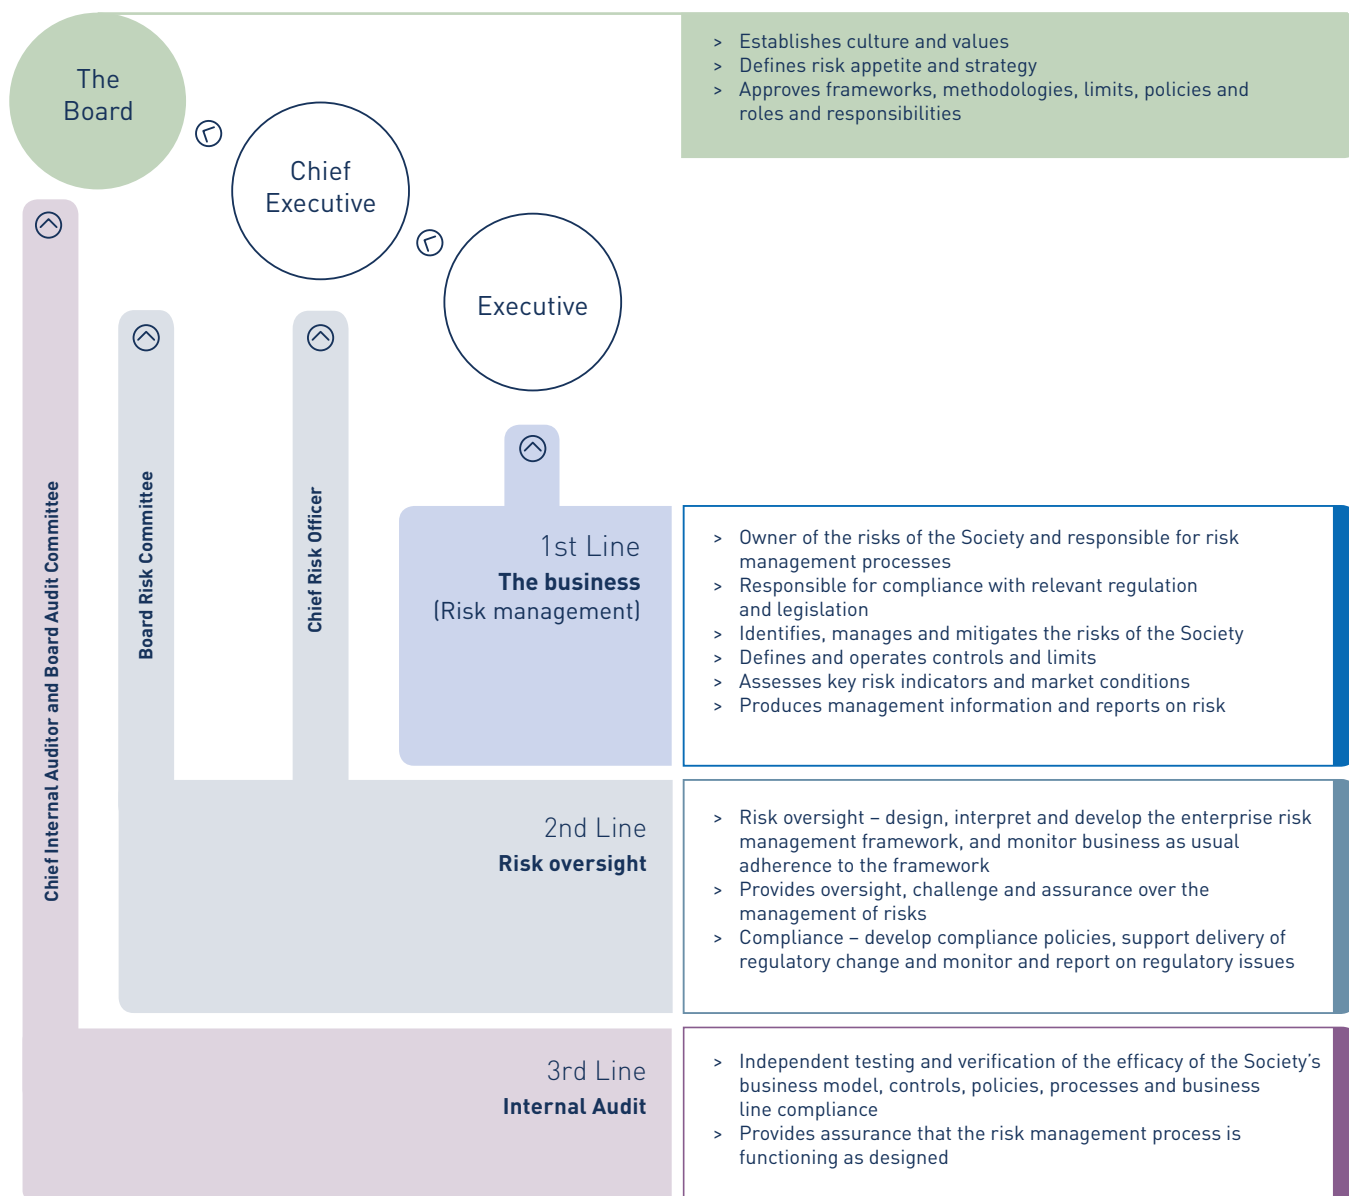 The
Board
> Establishes culture and values
> Defines risk appetite and strategy
> Approves frameworks, methodologies, limits, policies and
roles and responsibilities
Chief
Executive
Executive
Chief Internal Auditor and Board Audit Committee
Board Risk Committee
Chief Risk Officer
1st Line
The business
(Risk management)
> Owner of the risks of the Society and responsible for risk
management processes
> Responsible for compliance with relevant regulation
and legislation
> Identifies, manages and mitigates the risks of the Society
> Defines and operates controls and limits
> Assesses key risk indicators and market conditions
> Produces management information and reports on risk
2nd Line
Risk oversight
> Risk oversight – design, interpret and develop the enterprise risk
management framework, and monitor business as usual
adherence to the framework
> Provides oversight, challenge and assurance over the
management of risks
> Compliance – develop compliance policies, support delivery of
regulatory change and monitor and report on regulatory issues
3rd Line
Internal Audit
> Independent testing and verification of the efficacy of the Society’s
business model, controls, policies, processes and business
line compliance
> Provides assurance that the risk management process is
functioning as designed